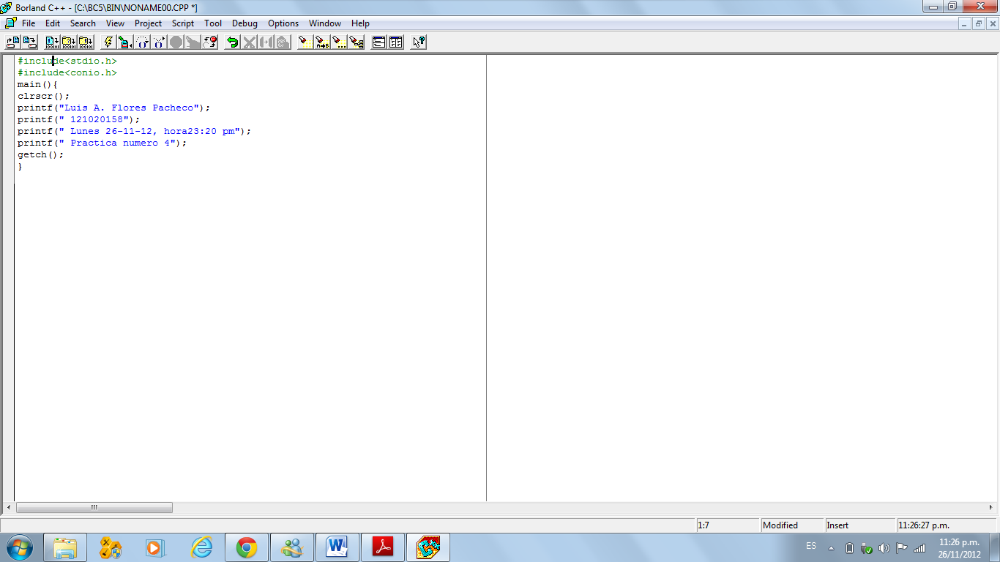 Borland C++ - [C:\BC5\BIN\NONAME00.CPP *]
File Edit Search View Project Script Tool Debug Options Window Help
#include<stdio.h>
#include<conio.h>
main(){
clrscr();
printf("Luis A. Flores Pacheco");
printf(" 121020158");
printf(" Lunes 26-11-12, hora23:20 pm");
printf(" Practica numero 4");
getch();
}
1:7 Modified Insert 11:26:27 p.m.
ES 11:26 p.m.
26/11/2012